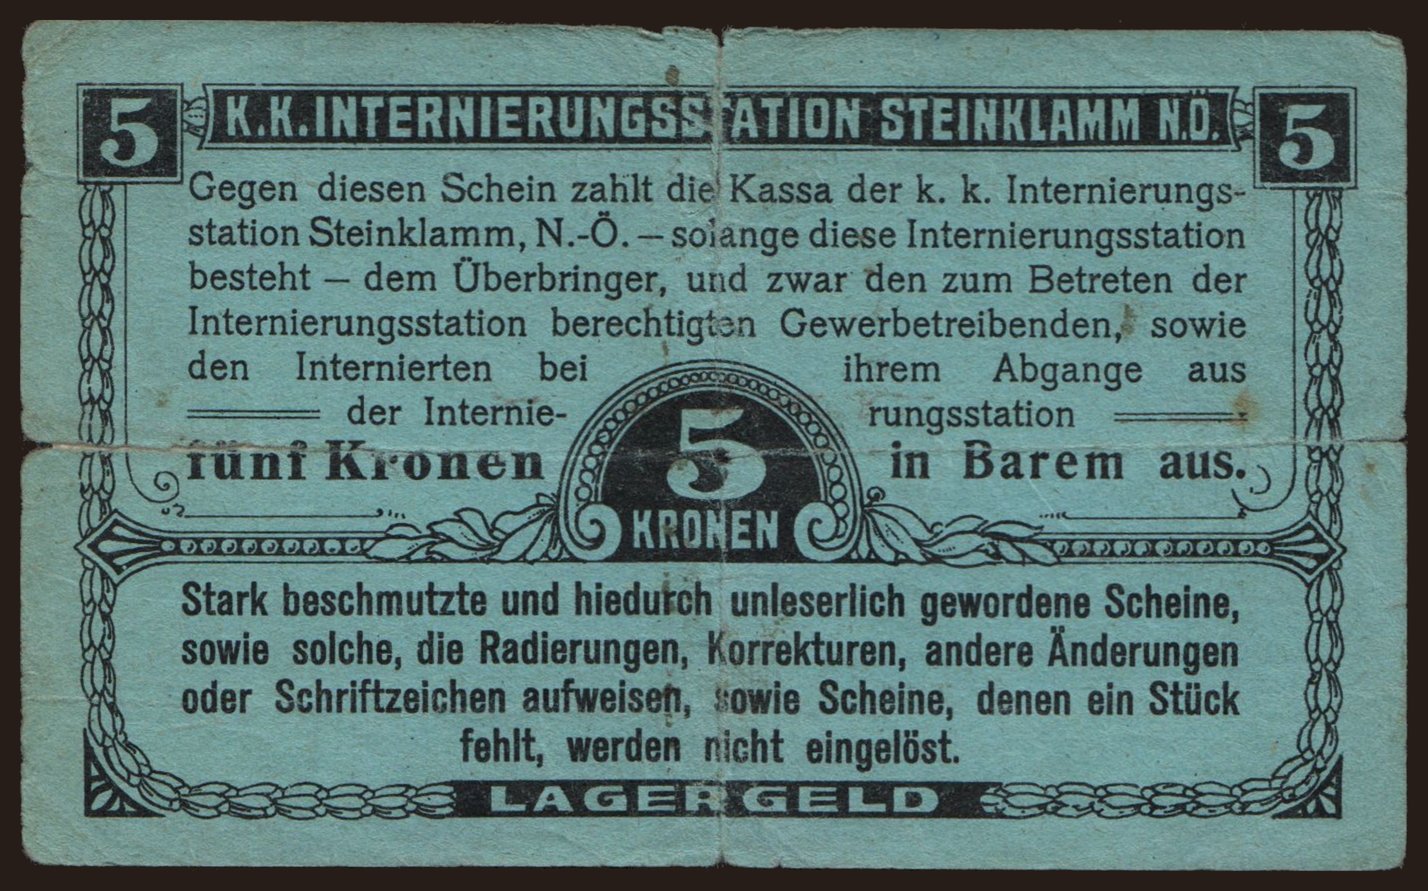 5 K.K. INTERNIERUNGSSTATION STEINKLAMM N.Ö. 5
Gegen diesen Schein zahlt die Kassa der k. k. Internierungs-
station Steinklamm, N.-Ö. – solange diese Internierungsstation
besteht – dem Überbringer, und zwar den zum Betreten der
Internierungsstation berechtigten Gewerbetreibenden, sowie
den Internierten bei ihrem Abgange aus
der Internie- rungsstation
fünf Kronen in Barem aus.
5
KRONEN
Stark beschmutzte und hiedurch unleserlich gewordene Scheine,
sowie solche, die Radierungen, Korrekturen, andere Änderungen
oder Schriftzeichen aufweisen, sowie Scheine, denen ein Stück
fehlt, werden nicht eingelöst.
LAGERGELD